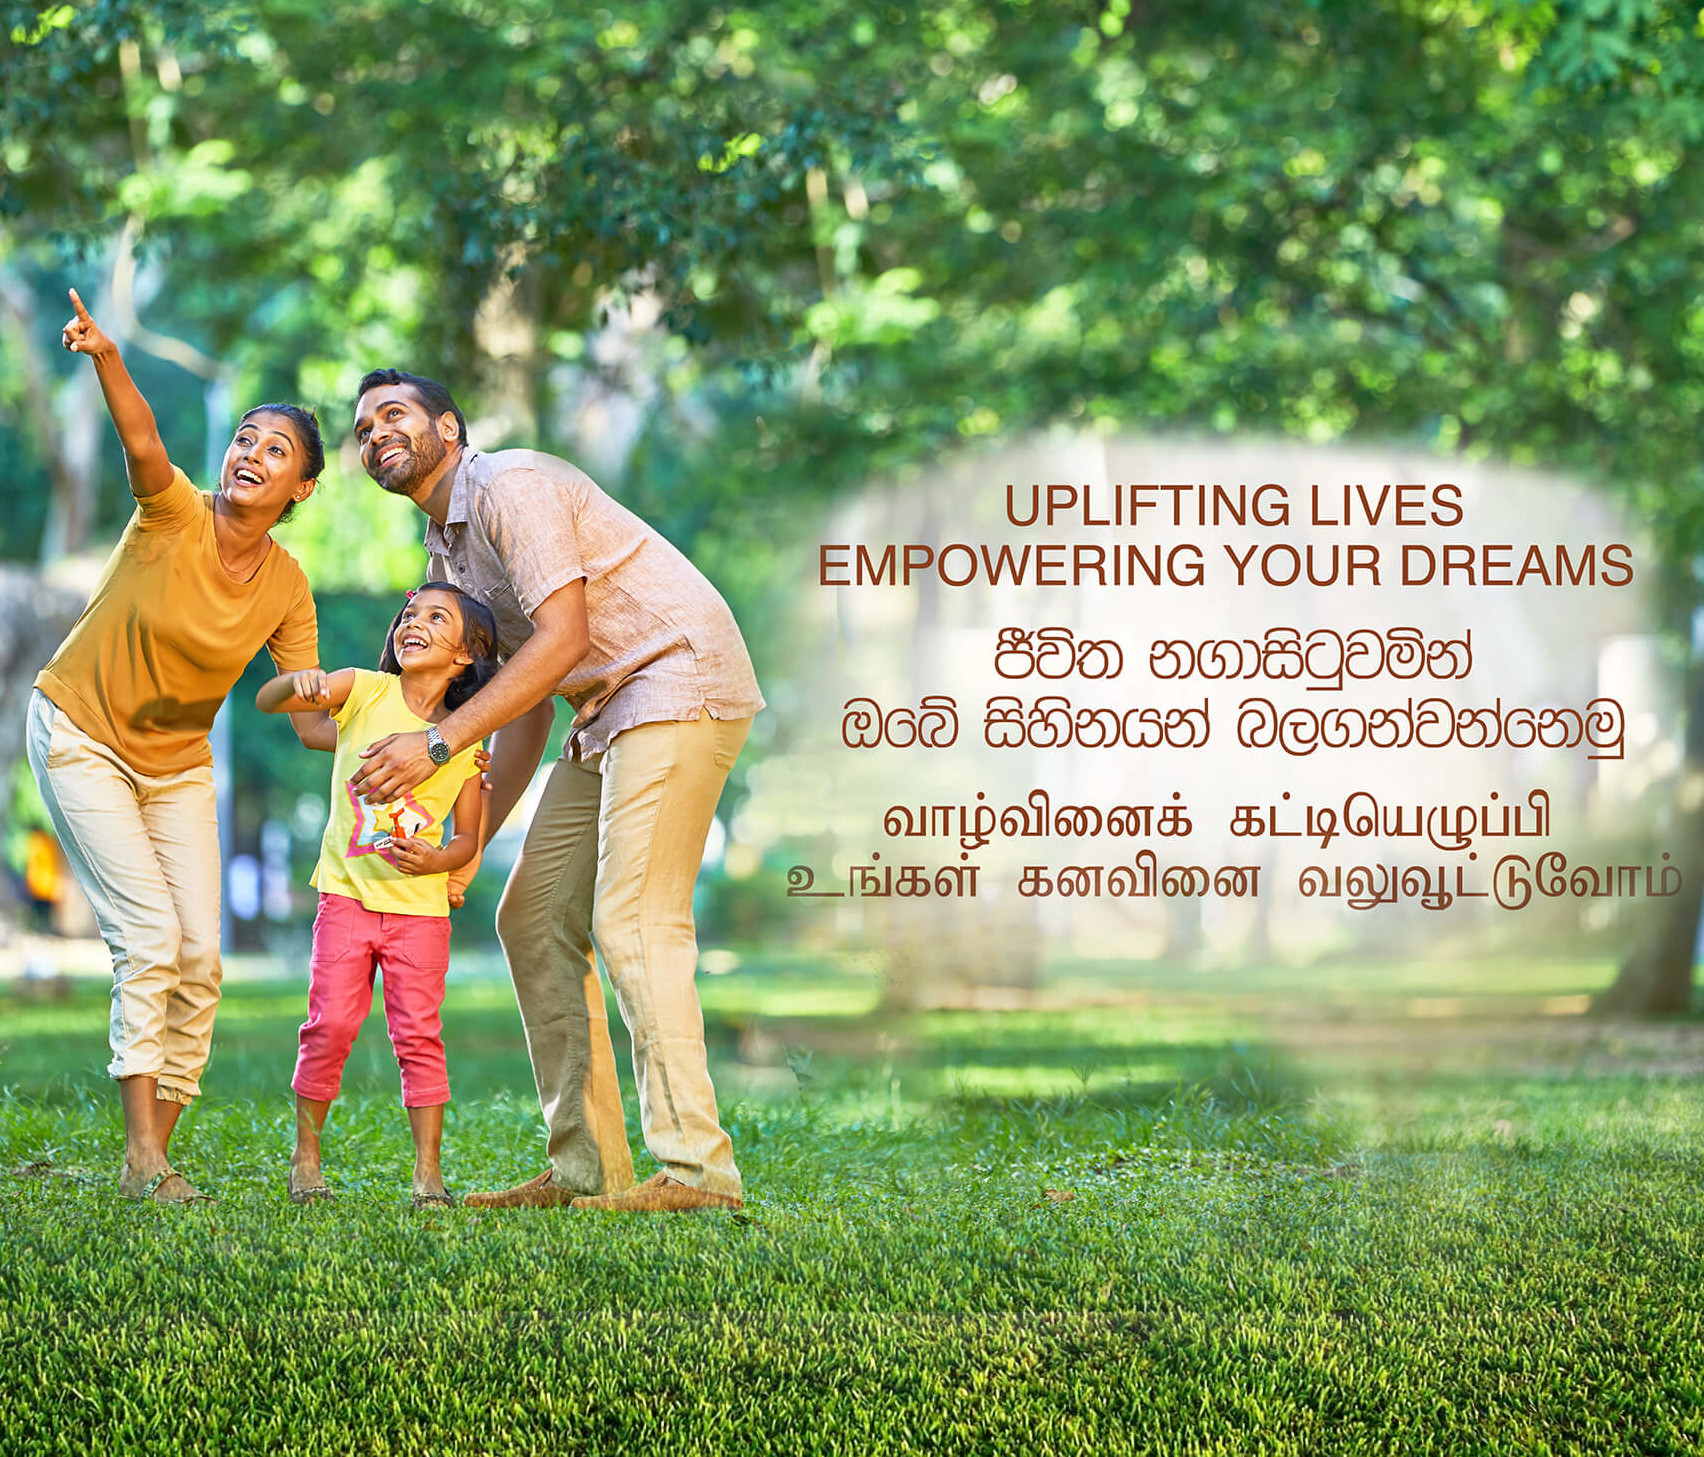 UPLIFTING LIVES
EMPOWERING YOUR DREAMS
ජීවිත නගාසිටුවමින්
ඔබේ සිහිනයන් බලගන්වන්නෙමු
வாழ்வினைக் கட்டியெழுப்பி
உங்கள் கனவினை வலுவூட்டுவோம்